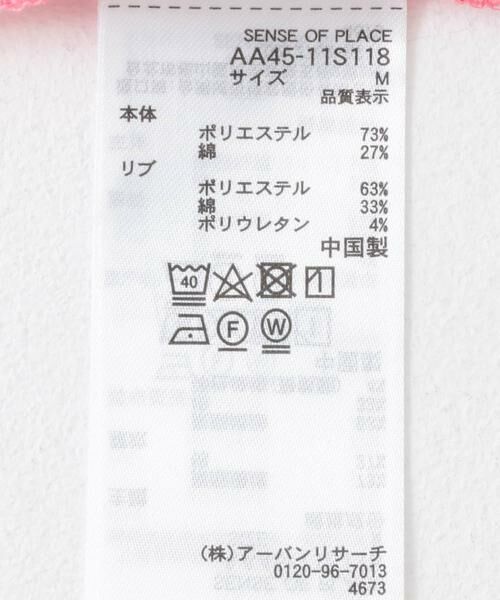 SENSE OF PLACE
AA45-11S118
サイズ M
品質表示
本体
ポリエステル 73%
綿 27%
リブ
ポリエステル 63%
綿 33%
ポリウレタン 4%
中国製
40
F W
(株)アーバンリサーチ
0120-96-7013
4673